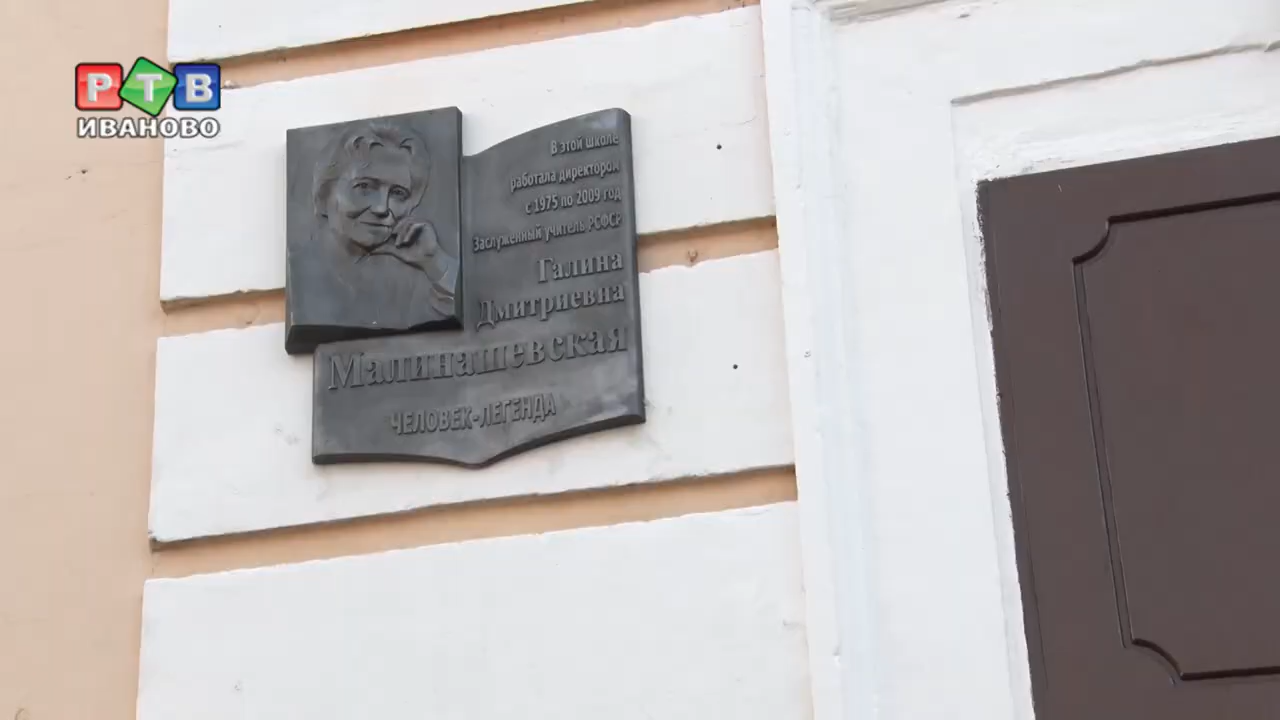 РТВ
ИВАНОВО
В этой школе
работала директором
с 1975 по 2009 год
Заслуженный учитель РСФСР
Галина
Дмитриевна
Малинашевская
ЧЕЛОВЕК-ЛЕГЕНДА